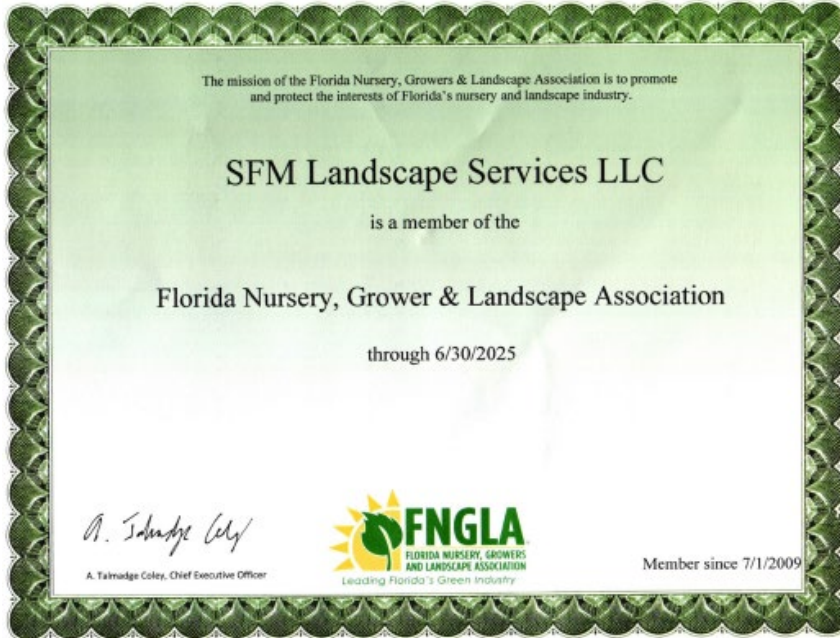 The mission of the Florida Nursery, Growers & Landscape Association is to promote
and protect the interests of Florida's nursery and landscape industry.
SFM Landscape Services LLC
is a member of the
Florida Nursery, Grower & Landscape Association
through 6/30/2025
A. Talmadge Coley
A. Talmadge Coley, Chief Executive Officer
FNGLA
FLORIDA NURSERY, GROWERS
AND LANDSCAPE ASSOCIATION
Leading Florida's Green Industry
Member since 7/1/2009